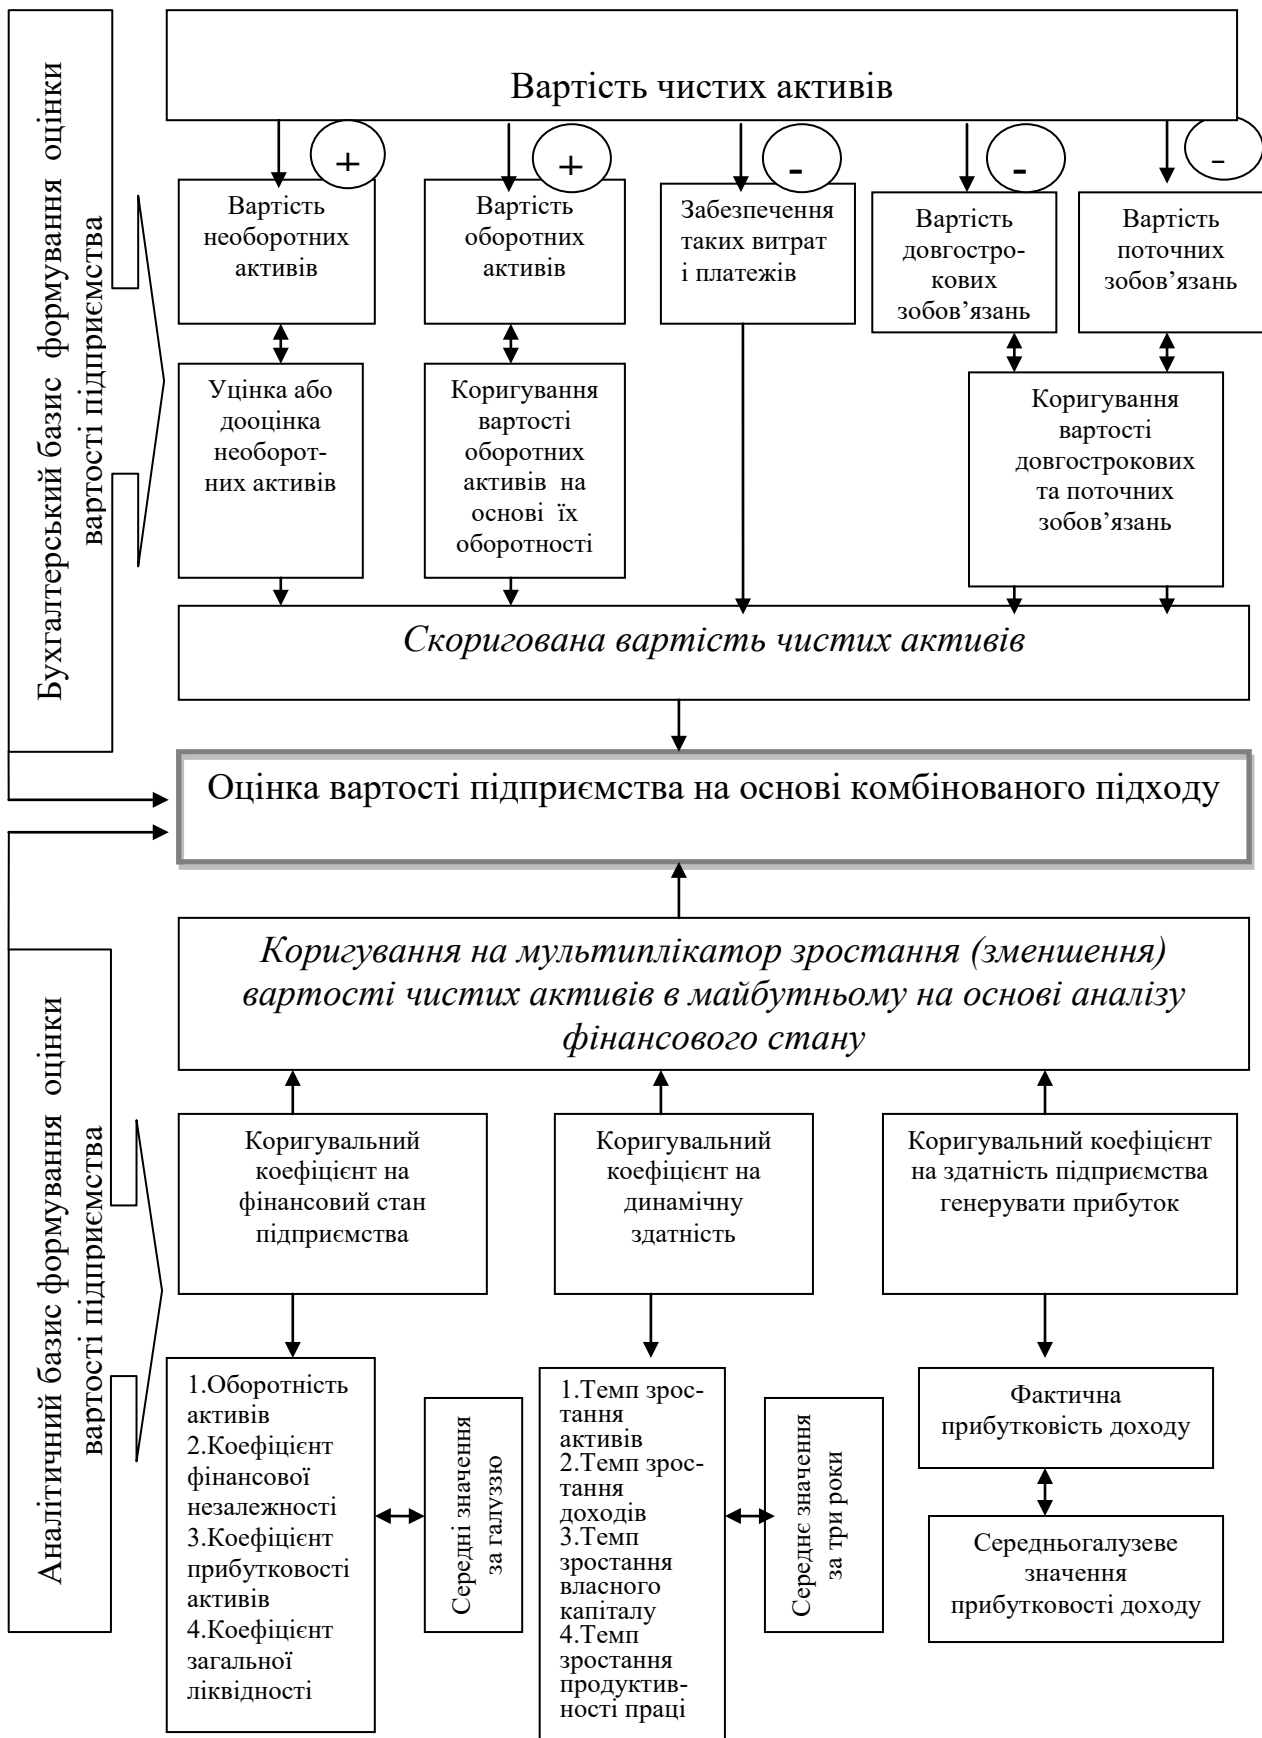 Бухгалтерський базис формування оцінки
вартості підприємства
Вартість чистих активів
+
+
-
-
-
Вартість
необоротних
активів
Вартість
оборотних
активів
Забезпечення
таких витрат
і платежів
Вартість
довгостро-
кових
зобов’язань
Вартість
поточних
зобов’язань
Уцінка або
дооцінка
необорот-
них активів
Коригування
вартості
оборотних
активів на
основі їх
оборотності
Коригування
вартості
довгострокових
та поточних
зобов’язань
Скоригована вартість чистих активів
Оцінка вартості підприємства на основі комбінованого підходу
Аналітичний базис формування оцінки
вартості підприємства
Коригування на мультиплікатор зростання (зменшення)
вартості чистих активів в майбутньому на основі аналізу
фінансового стану
Коригувальний
коефіцієнт на
фінансовий стан
підприємства
Коригувальний
коефіцієнт на
динамічну
здатність
Коригувальний коефіцієнт
на здатність підприємства
генерувати прибуток
1.Оборотність
активів
2.Коефіцієнт
фінансової
незалежності
3.Коефіцієнт
прибутковості
активів
4.Коефіцієнт
загальної
ліквідності
Середні значення
за галуззю
1.Темп зрос-
тання
активів
2.Темп зрос-
тання
доходів
3.Темп
зростання
власного
капіталу
4.Темп
зростання
продуктив-
ності праці
Середнє значення
за три роки
Фактична
прибутковість доходу
Середньогалузеве
значення
прибутковості доходу